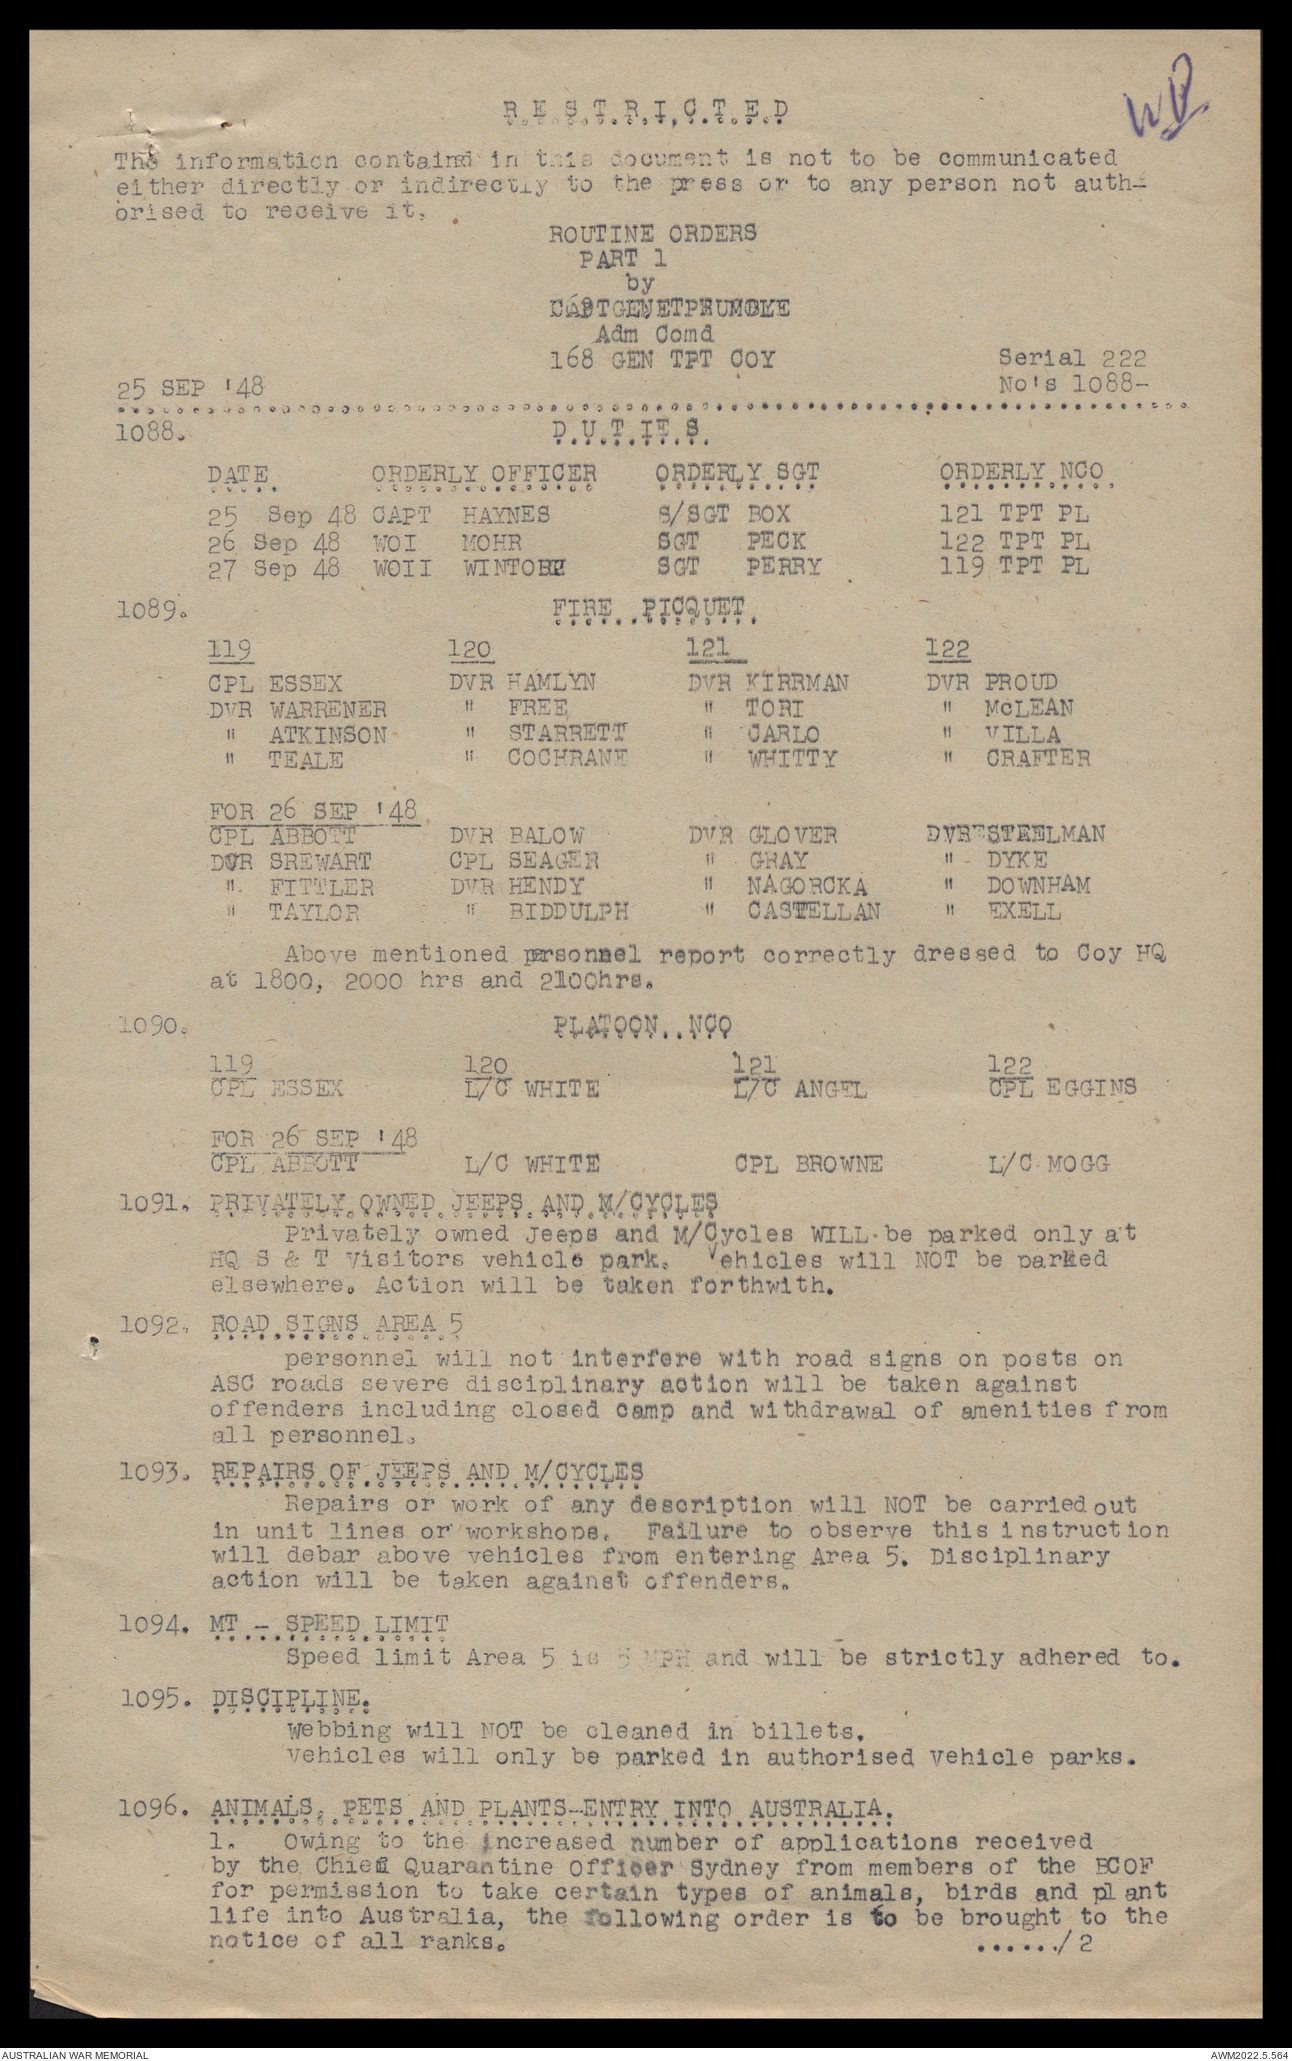 R E S T R I C T E D
The information containd in this document is not to be communicated
either directly or indirectly to the press or to any person not auth-
orised to receive it.
ROUTINE ORDERS
PART 1
by
Adm Comd
168 GEN TPT COY Serial 222
25 SEP '48 No's 1088-
1088. D.U.T.IE.S.
DATE ORDERLY OFFICER ORDERLY SGT ORDERLY NCO
25 Sep 48 CAPT HAYNES S/SGT BOX 121 TPT PL
26 Sep 48 WOI MOHR SGT PECK 122 TPT PL
27 Sep 48 WOII SGT PERRY 119 TPT PL
1089. FIRE PICQUET.
119 120 121 122
CPL ESSEX DVR HAMLYN DVR KIRRMAN DVR PROUD
DVR WARRENER " FREE " TORI " McLEAN
" ATKINSON " STARRETT " CARLO " VILLA
" TEALE " COCHRANE " WHITTY " CRAFTER
FOR 26 SEP '48
CPL ABBOTT DVR BALOW DVR GLOVER DVR STEELMAN
DVR SREWART CPL SEAGER " GRAY " - DYKE
". FITTLER DVR HENDY " NAGORCKA " DOWNHAM
" TAYLOR " BIDDULPH " CASTELLAN " EXELL
Above mentioned personnel report correctly dressed to Coy HQ
at 1800, 2000 hrs and 2100hrs.
1090. PLATOON..NCO
119 120 121 122
CPL ESSEX L/C WHITE L/C ANGEL CPL EGGINS
FOR 26 SEP '48
CPL ABBOTT L/C WHITE CPL BROWNE L/C MOGG
1091. PRIVATELY OWNED JEEPS AND M/CYCLES
Privately owned Jeeps and M/Cycles WILL be parked only at
HQ S & T Visitors vehicle park. Vehicles will NOT be parked
elsewhere. Action will be taken forthwith.
1092. ROAD SIGNS AREA 5
personnel will not interfere with road signs on posts on
ASC roads severe disciplinary action will be taken against
offenders including closed camp and withdrawal of amenities from
all personnel.
1093. REPAIRS OF JEEPS AND M/CYCLES
Repairs or work of any description will NOT be carried out
in unit lines or workshops. Failure to observe this instruction
will debar above vehicles from entering Area 5. Disciplinary
action will be taken against offenders.
1094. MT - SPEED LIMIT
Speed limit Area 5 is 5 MPH and will be strictly adhered to.
1095. DISCIPLINE.
Webbing will NOT be cleaned in billets.
Vehicles will only be parked in authorised vehicle parks.
1096. ANIMALS, PETS AND PLANTS-ENTRY INTO AUSTRALIA.
1. Owing to the increased number of applications received
by the Chief Quarantine Officer Sydney from members of the BCOF
for permission to take certain types of animals, birds and plant
life into Australia, the following order is to be brought to the
notice of all ranks.
....../2
AUSTRALIAN WAR MEMORIAL AWM2022.5.564